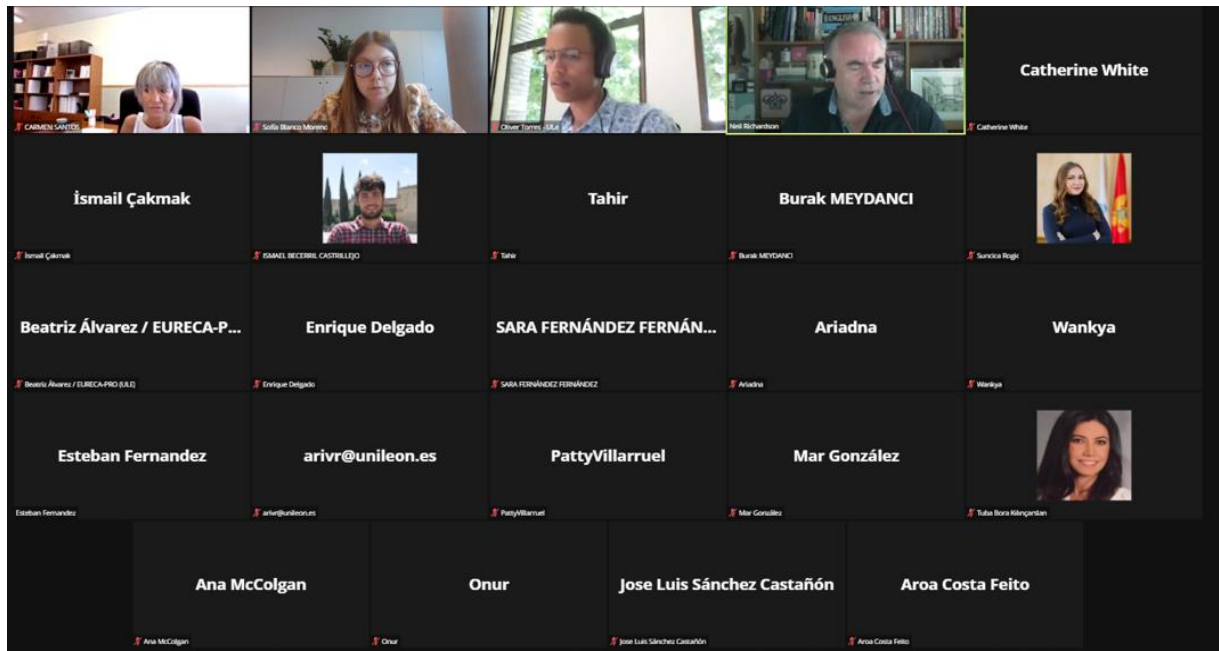 ENGLISH
CARMEN SANTOS
Sofía Blanco Moreno
Oliver Torres - ULe
Neil Richardson
Catherine White
Catherine White
İsmail Çakmak
İsmail Çakmak
ISMAEL BECERRIL CASTRILLEJO
Tahir
Tahir
Burak MEYDANCI
Burak MEYDANCI
Suncica Rogic
Beatriz Álvarez / EURECA-P...
Beatriz Álvarez / EURECA-PRO (ULE)
Enrique Delgado
Enrique Delgado
SARA FERNÁNDEZ FERNÁN...
SARA FERNÁNDEZ FERNÁNDEZ
Ariadna
Ariadna
Wankya
Wankya
Esteban Fernandez
Esteban Fernandez
arivr@unileon.es
arivr@unileon.es
PattyVillarruel
PattyVillarruel
Mar González
Mar González
Tuba Bora Kılınçarslan
Ana McColgan
Ana McColgan
Onur
Onur
Jose Luis Sánchez Castañón
Jose Luis Sánchez Castañón
Aroa Costa Feito
Aroa Costa Feito